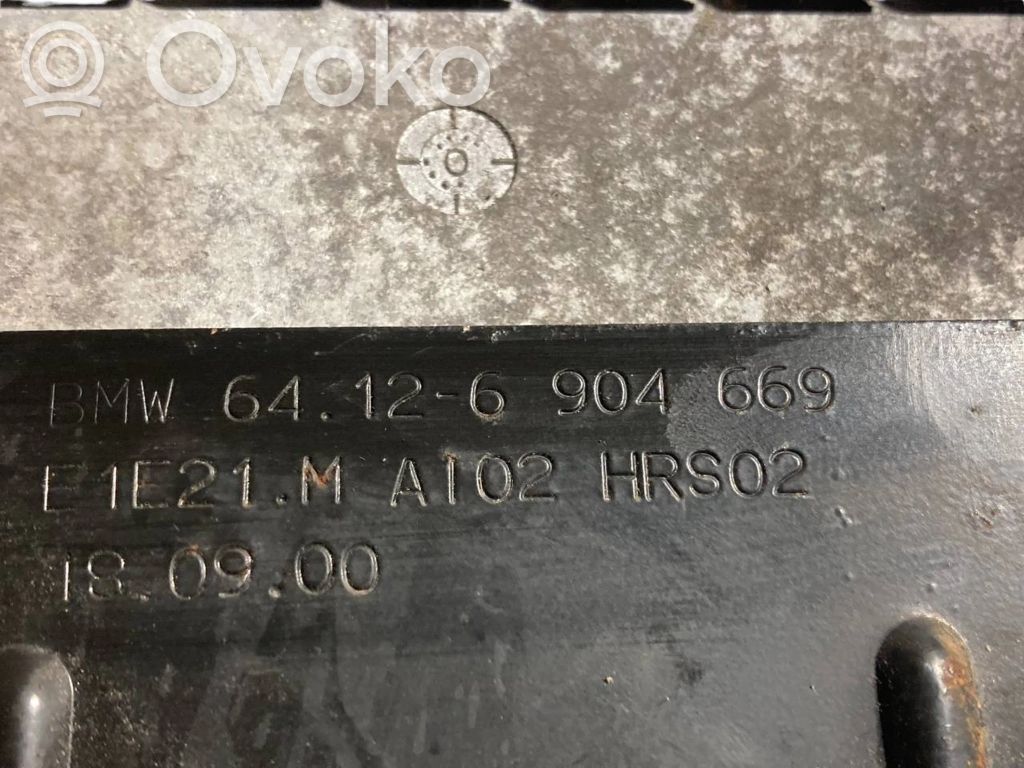 Ovoko
BMW 64.12-6 904 669
E1E21.M A102 HRS02
18.09.00